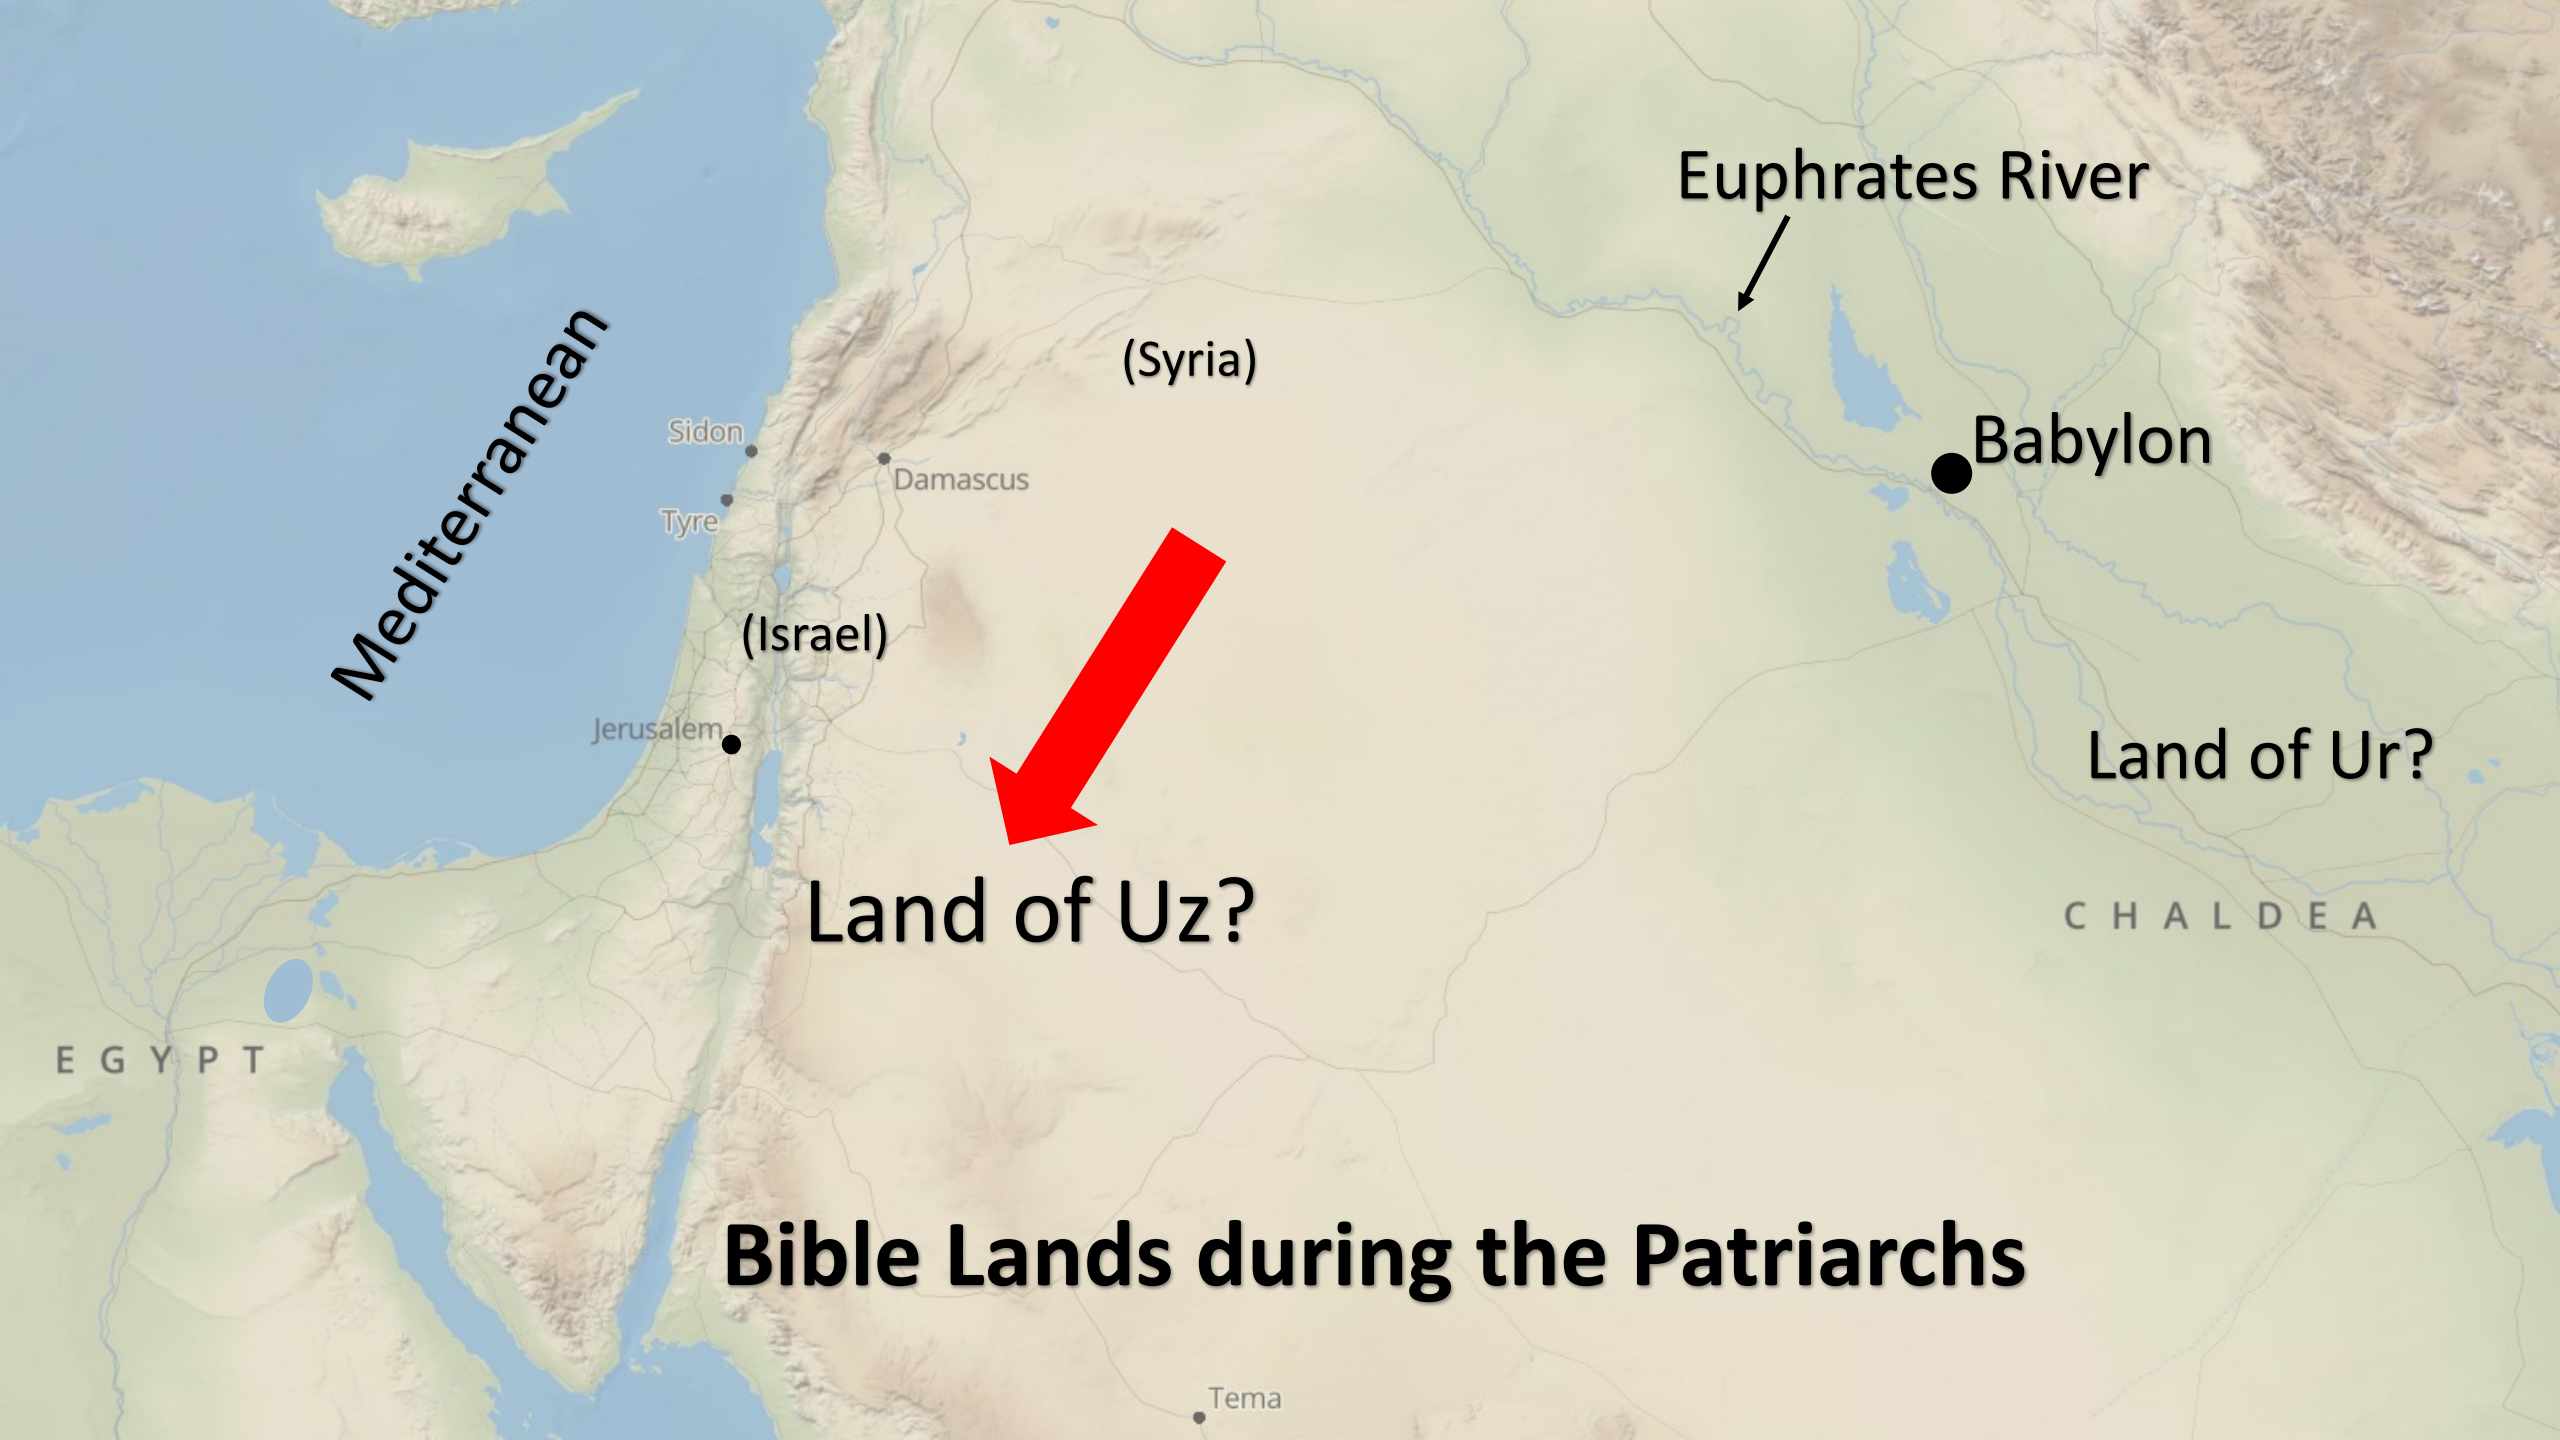 Euphrates River
Mediterranean
(Syria)
Sidon
Babylon
Damascus
Tyre
(Israel)
Jerusalem
Land of Ur?
Land of Uz?
CHALDEA
EGYPT
Bible Lands during the Patriarchs
Tema